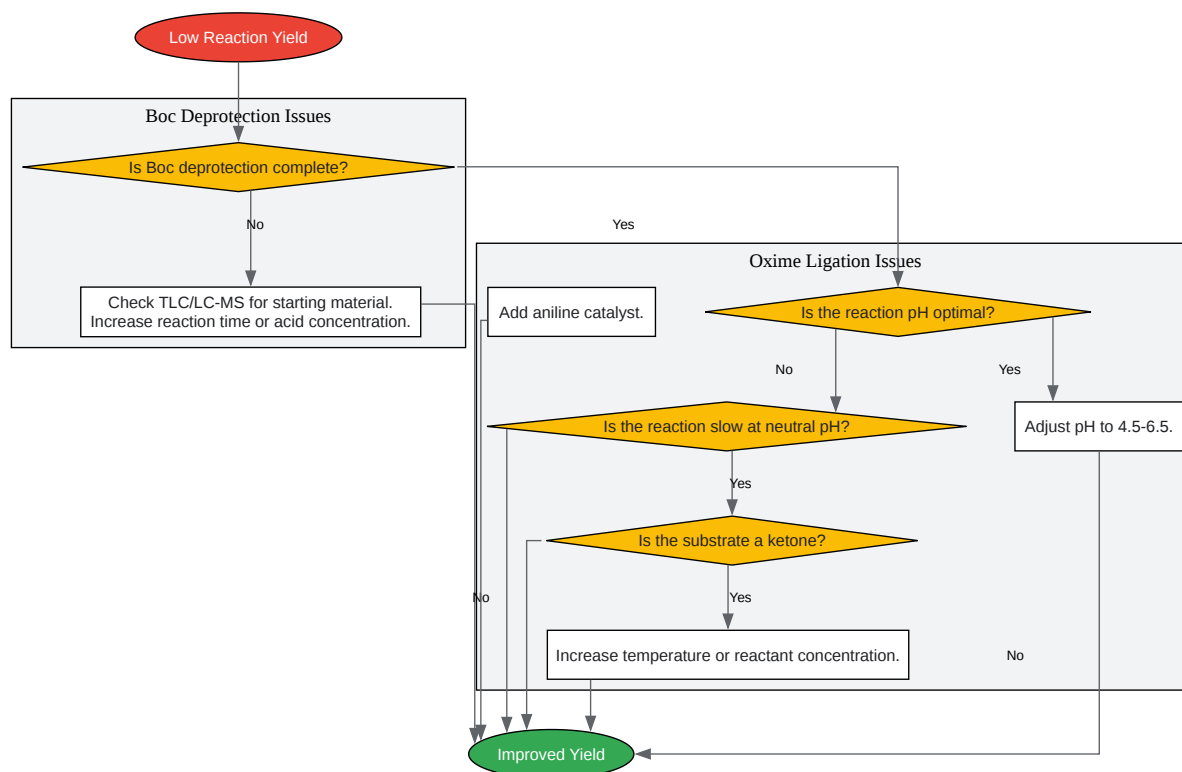 Low Reaction Yield
Boc Deprotection Issues
Is Boc deprotection complete?
No
Yes
Check TLC/LC-MS for starting material.
Increase reaction time or acid concentration.
Oxime Ligation Issues
Add aniline catalyst.
Is the reaction pH optimal?
No
Yes
Is the reaction slow at neutral pH?
Adjust pH to 4.5-6.5.
Yes
Is the substrate a ketone?
No
Yes
Increase temperature or reactant concentration.
No
Improved Yield